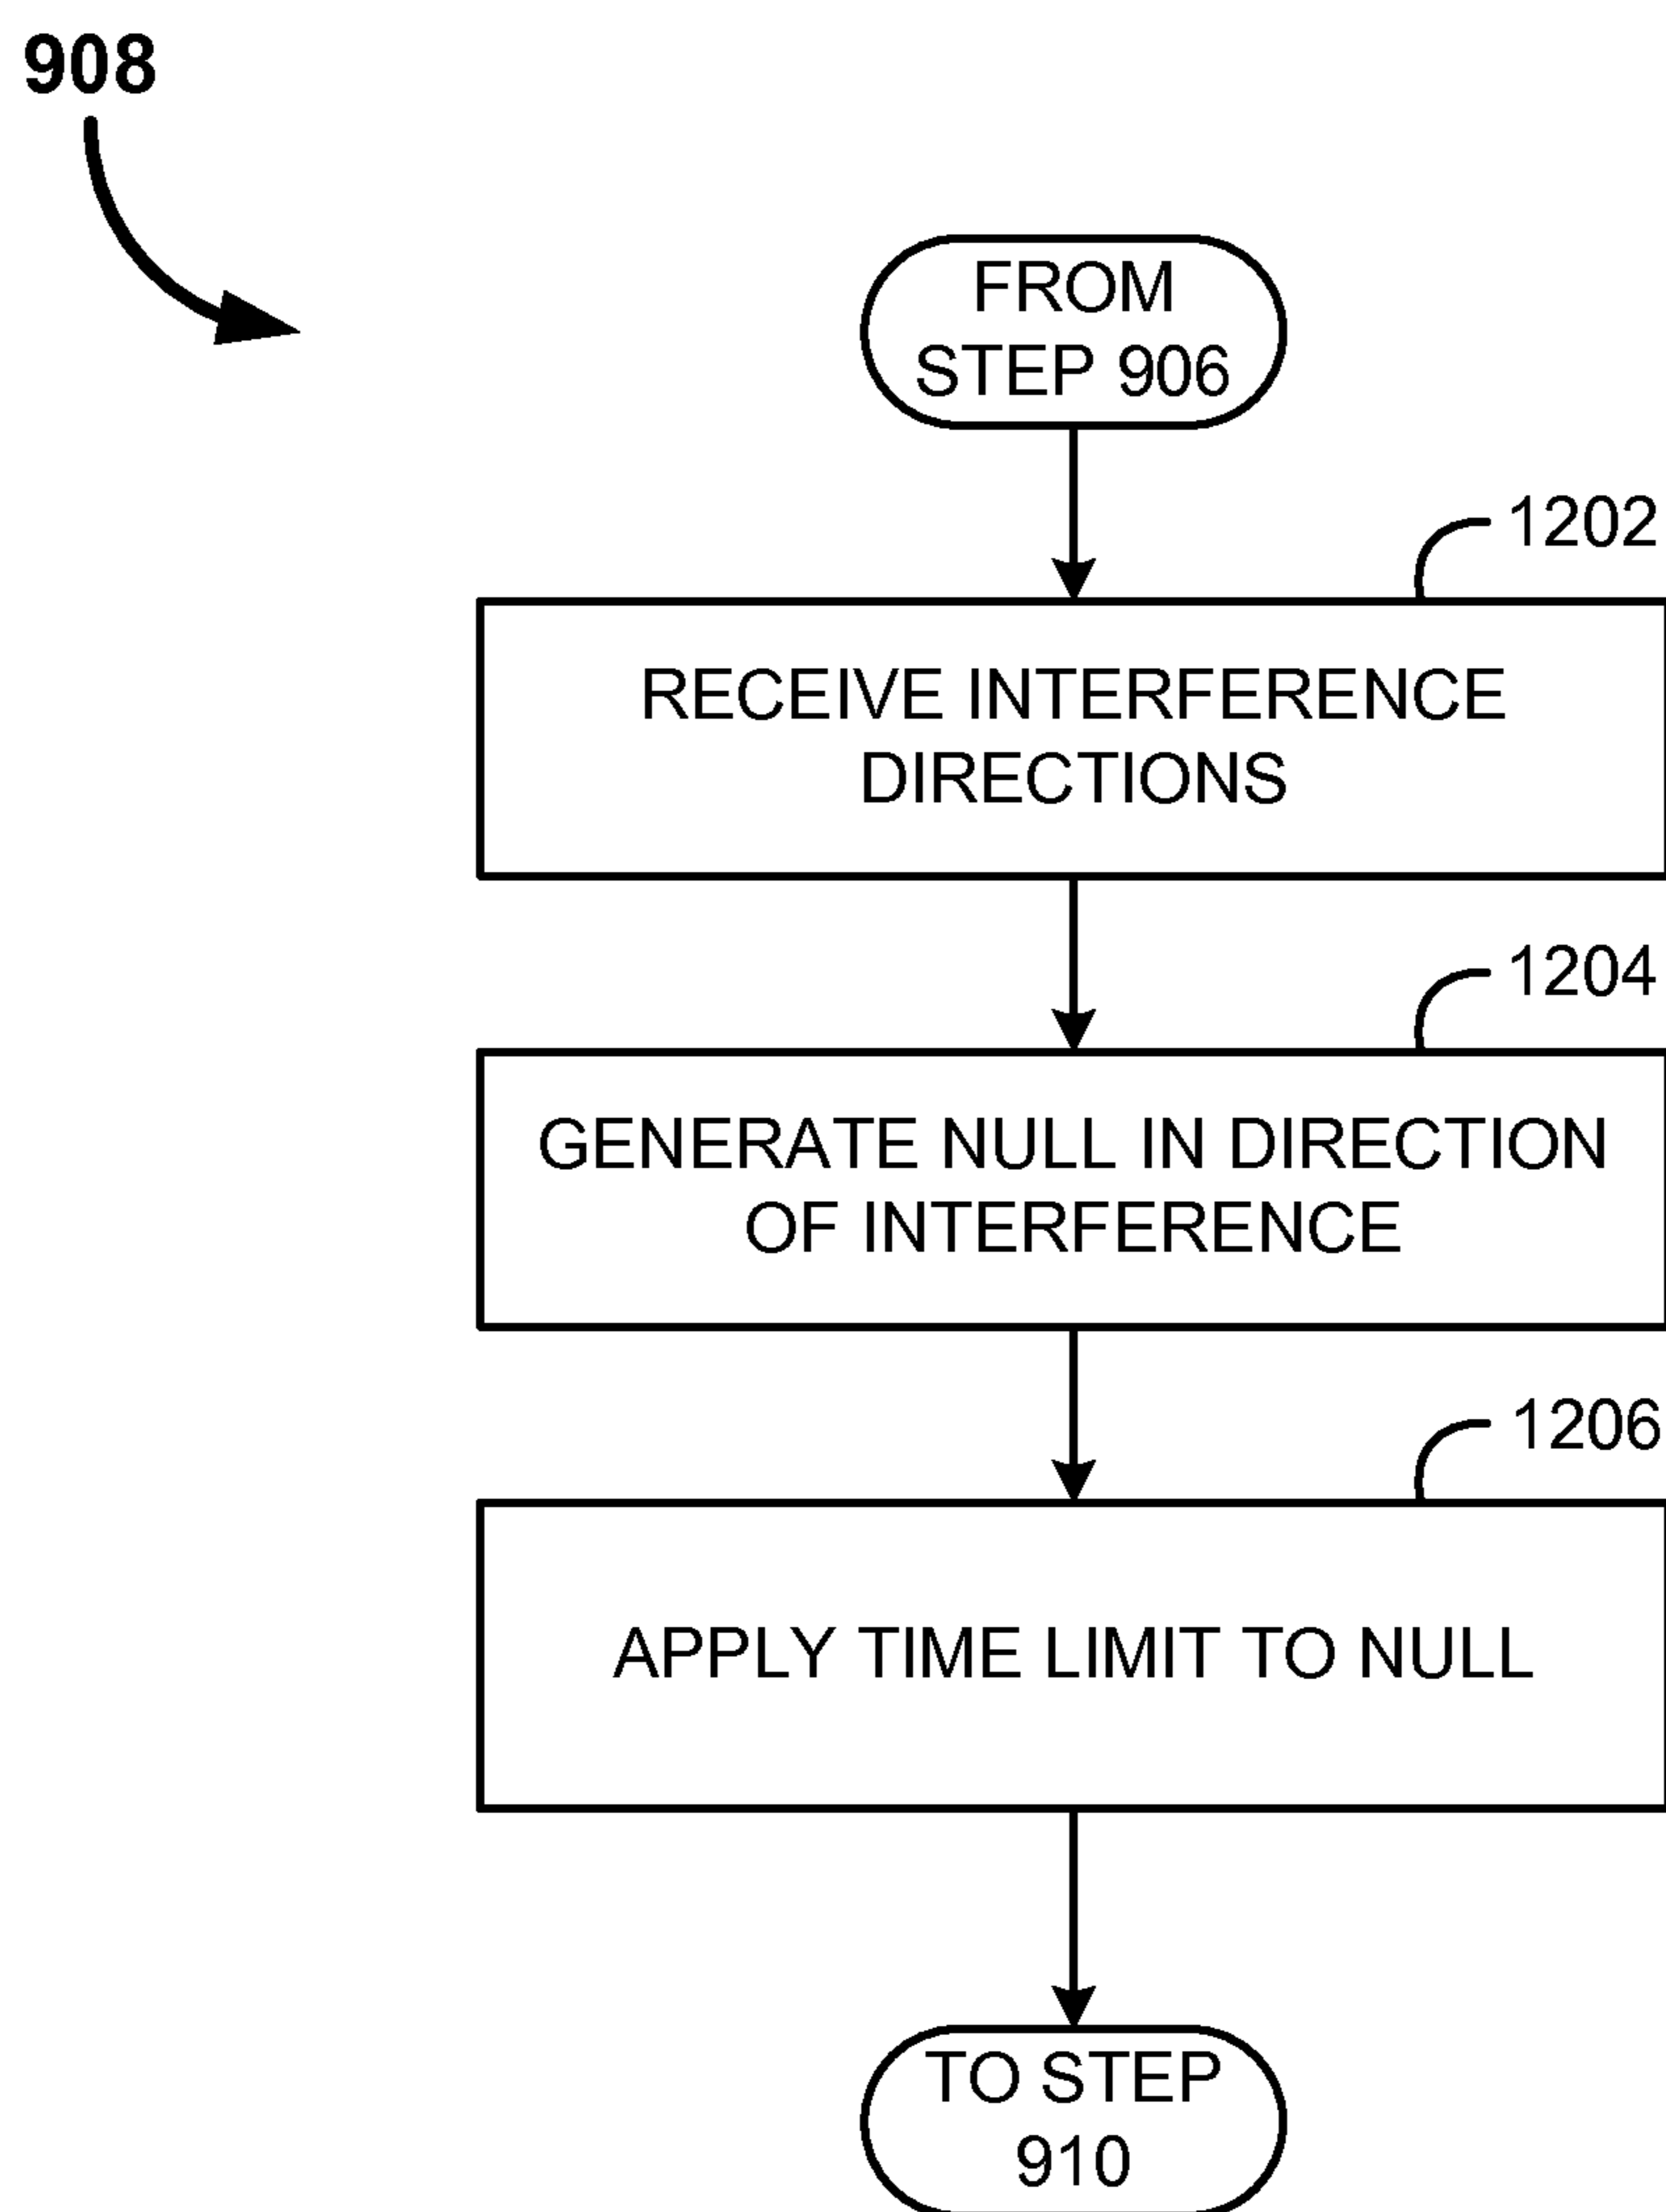 908
FROM
STEP 906
1202
RECEIVE INTERFERENCE
DIRECTIONS
1204
GENERATE NULL IN DIRECTION
OF INTERFERENCE
1206
APPLY TIME LIMIT TO NULL
TO STEP
910